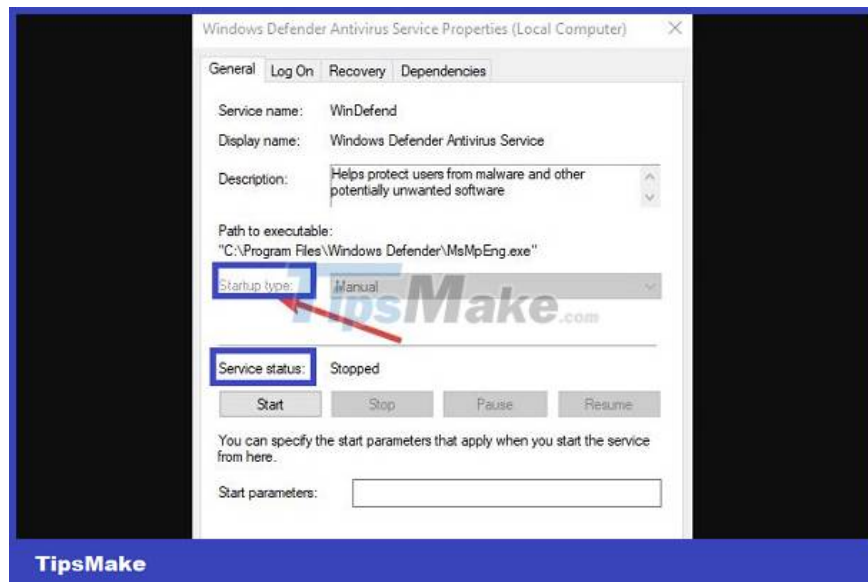 Windows Defender Antivirus Service Properties (Local Computer)
General Log On Recovery Dependencies
Service name: WinDefend
Display name: Windows Defender Antivirus Service
Description: Helps protect users from malware and other
potentially unwanted software
Path to executable:
"C:\Program Files\Windows Defender\MsMpEng.exe"
Startup type: Manual
TipsMake.com
Service status: Stopped
Start Stop Pause Resume
You can specify the start parameters that apply when you start the service
from here.
Start parameters:
TipsMake